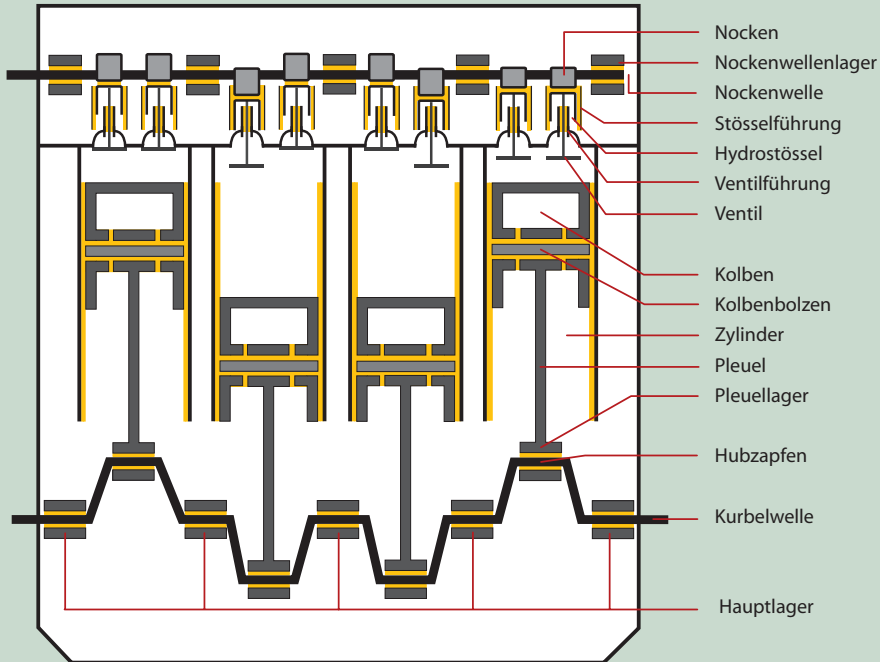 Nocken
Nockenwellenlager
Nockenwelle
Stösselführung
Hydrostössel
Ventilführung
Ventil
Kolben
Kolbenbolzen
Zylinder
Pleuel
Pleuellager
Hubzapfen
Kurbelwelle
Hauptlager